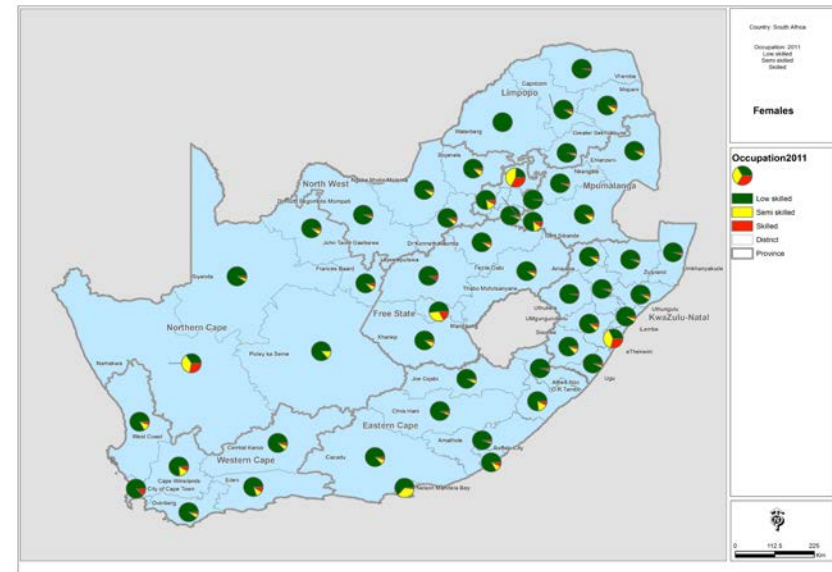 Country: South Africa
Occupation: 2011
Low skilled
Semi skilled
Skilled
Females
Occupation2011
Low skilled
Semi skilled
Skilled
District
Province
0 112.5 225
Km
Vhembe
Capricorn
Mopani
Limpopo
Waterberg
Greater Sekhukhune
Ehlanzeni
Bojanala
Nkangala
Ngaka Modiri Molema
North West
Mpumalanga
Gert Sibande
John Taolo Gaetsewe
Dr Kenneth Kaunda
Lejweleputswa
Fezile Dabi
Siyanda
Frances Baard
Thabo Mofutsanyane
Amajuba
Zululand
Umkhanyakude
Uthukela
Uthungulu
UMgungundlovu
KwaZulu-Natal
iLembe
Free State
Mangaung
Sisonke
eThekwini
Northern Cape
Xhariep
Namakwa
Pixley ka Seme
Ugu
Joe Gqabi
Alfred Nzo
O.R.Tambo
Chris Hani
Eastern Cape
West Coast
Amathole
Central Karoo
Buffalo City
Western Cape
Cacadu
Cape Winelands
City of Cape Town
Eden
Nelson Mandela Bay
Overberg